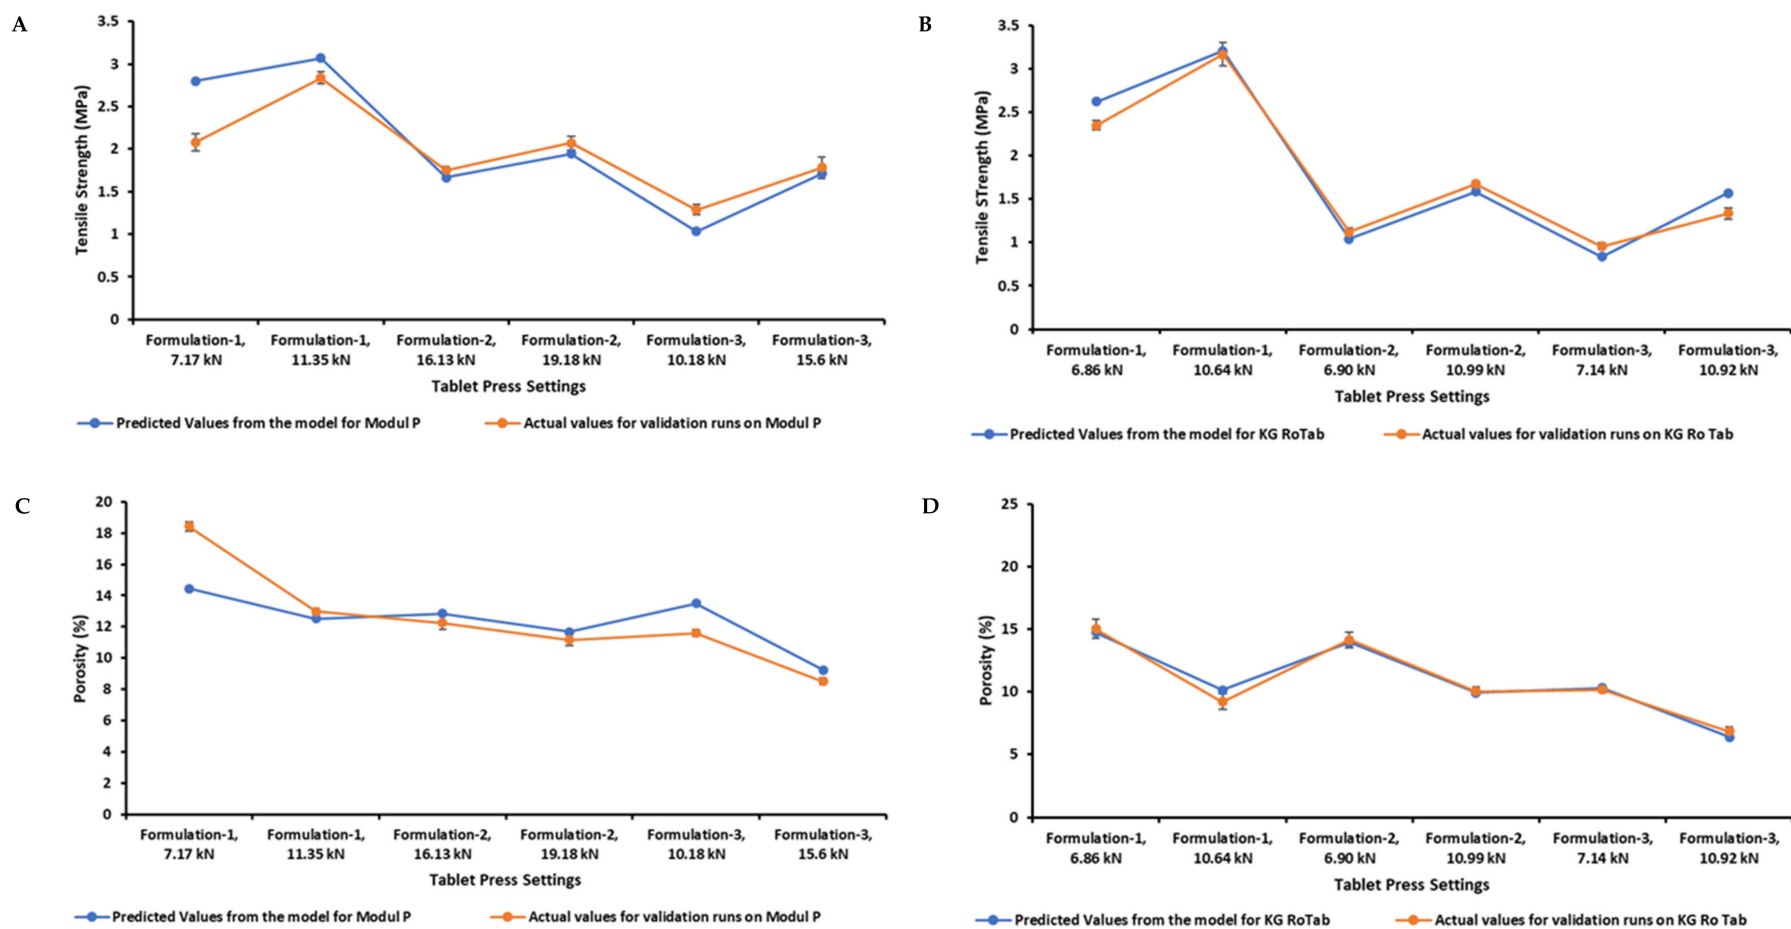 A
3.5
3
2.5
2
1.5
1
0.5
0
Tensile Strength (MPa)
Formulation-1, Formulation-1, Formulation-2, Formulation-2, Formulation-3, Formulation-3,
7.17 kN 11.35 kN 16.13 kN 19.18 kN 10.18 kN 15.6 kN
Tablet Press Settings
Predicted Values from the model for Modul P Actual values for validation runs on Modul P
B
3.5
3
2.5
2
1.5
1
0.5
0
Tensile STrength (MPa)
Formulation-1, Formulation-1, Formulation-2, Formulation-2, Formulation-3, Formulation-3,
6.86 kN 10.64 kN 6.90 kN 10.99 kN 7.14 kN 10.92 kN
Tablet Press Settings
Predicted Values from the model for KG RoTab Actual values for validation runs on KG Ro Tab
C
20
18
16
14
12
10
8
6
4
2
0
Porosity (%)
Formulation-1, Formulation-1, Formulation-2, Formulation-2, Formulation-3, Formulation-3,
7.17 kN 11.35 kN 16.13 kN 19.18 kN 10.18 kN 15.6 kN
Tablet Press Settings
Predicted Values from the model for Modul P Actual values for validation runs on Modul P
D
25
20
15
10
5
0
Porosity (%)
Formulation-1, Formulation-1, Formulation-2, Formulation-2, Formulation-3, Formulation-3,
6.86 kN 10.64 kN 6.90 kN 10.99 kN 7.14 kN 10.92 kN
Tablet Press Settings
Predicted Values from the model for KG RoTab Actual values for validation runs on KG Ro Tab